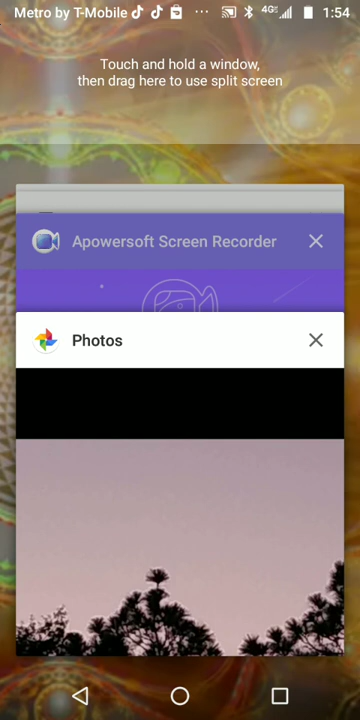 Metro by T-Mobile 4G 1:54
Touch and hold a window,
then drag here to use split screen
Apowersoft Screen Recorder
Photos